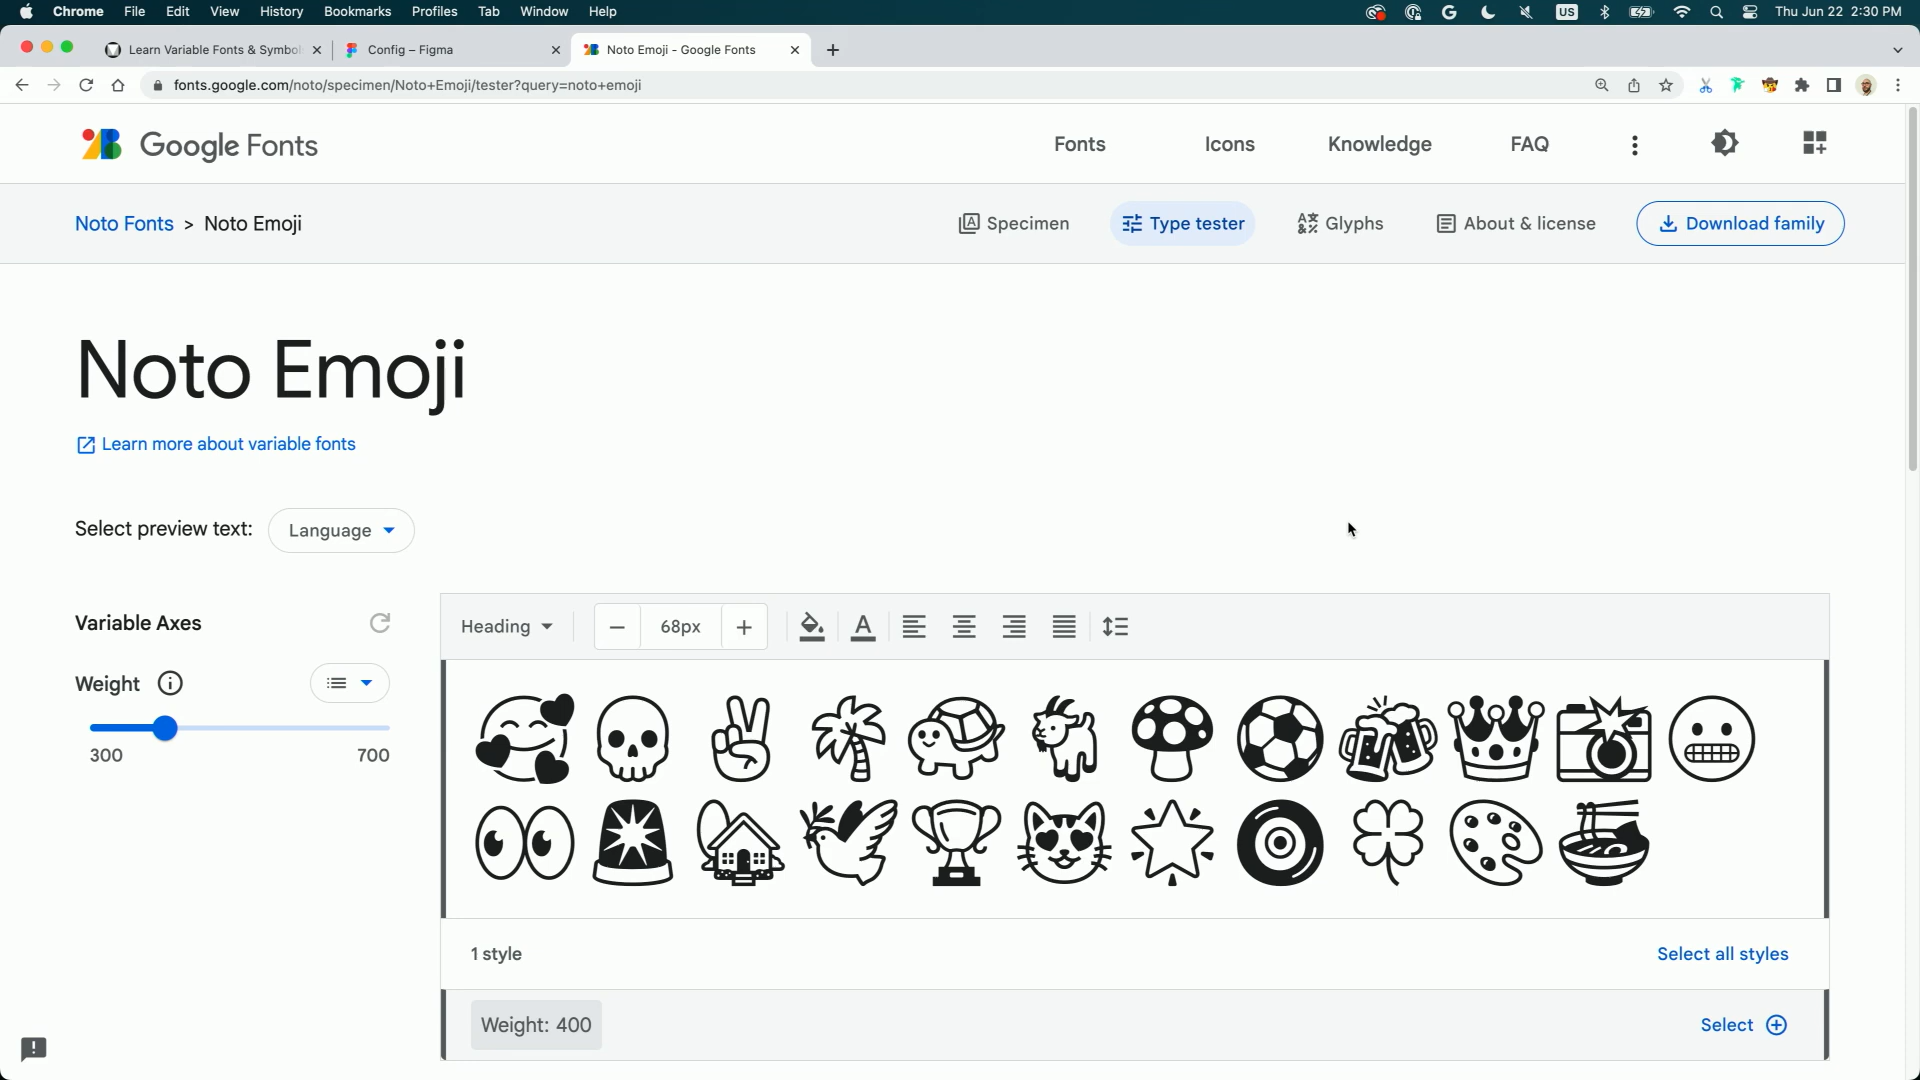 Chrome File Edit View History Bookmarks Profiles Tab Window Help US Thu Jun 22 2:30 PM
Learn Variable Fonts & Symbol Config – Figma Noto Emoji - Google Fonts
fonts.google.com/noto/specimen/Noto+Emoji/tester?query=noto+emoji
Google Fonts Fonts Icons Knowledge FAQ
Noto Fonts > Noto Emoji Specimen Type tester Glyphs About & license Download family
Noto Emoji
Learn more about variable fonts
Select preview text: Language
Variable Axes Heading 68px
Weight
300 700
1 style Select all styles
Weight: 400 Select